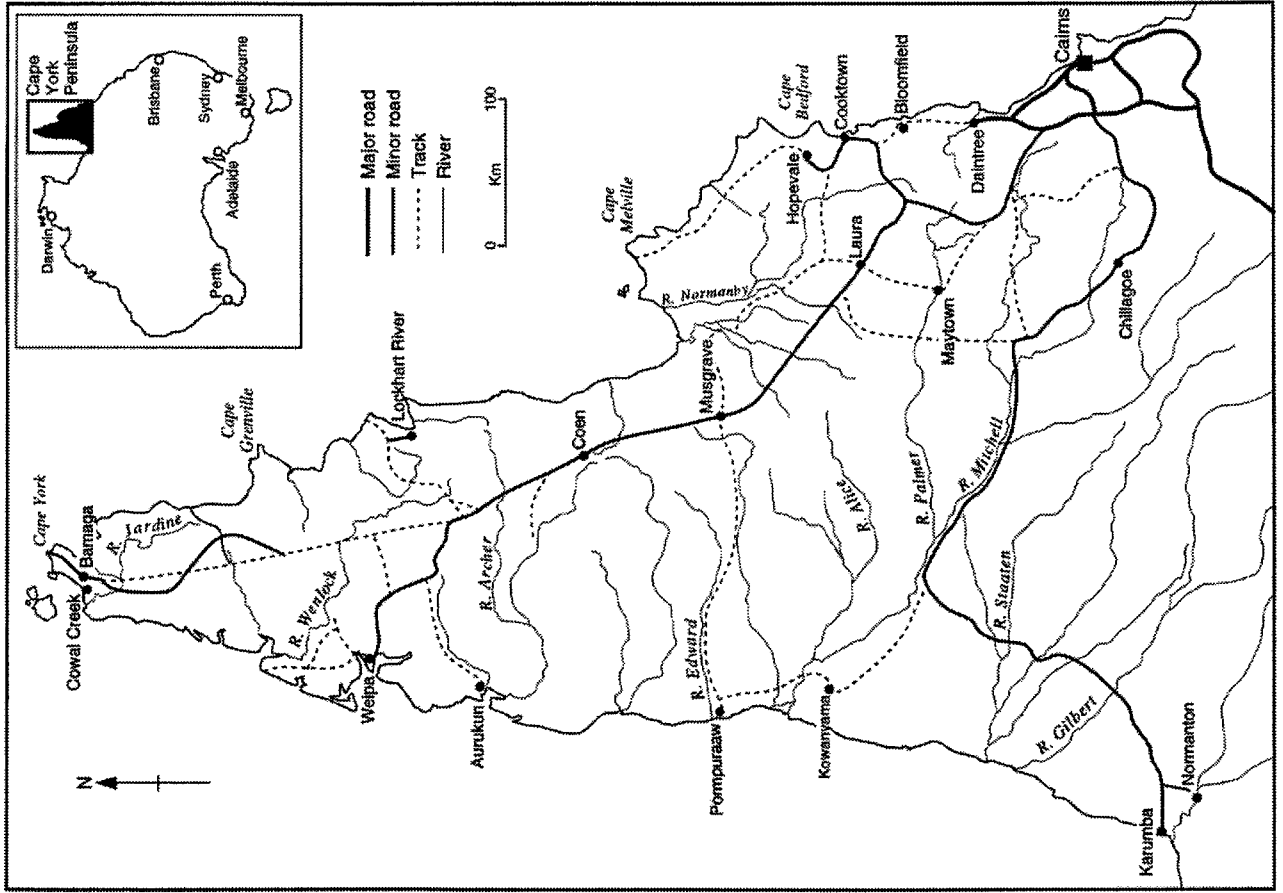 Cape
York
Peninsula
Darwin
Brisbane
Sydney
Melbourne
Adelaide
Perth
Major road
Minor road
Track
River
0
Km
100
N
Cape York
Cowal Creek
Bamaga
R. Jardine
Cape
Grenville
R. Wenlock
Weipa
Lockhart River
Aurukun
R. Archer
Coen
Cape
Melville
R. Normanby
Musgrave
R. Edward
Pormpuraaw
Cape
Bedford
Hopevale
Cooktown
Laura
Bloomfield
Kowanyama
R. Alice
R. Palmer
Maytown
Daintree
R. Mitchell
R. Staaten
Cairns
Chillagoe
R. Gilbert
Karumba
Normanton